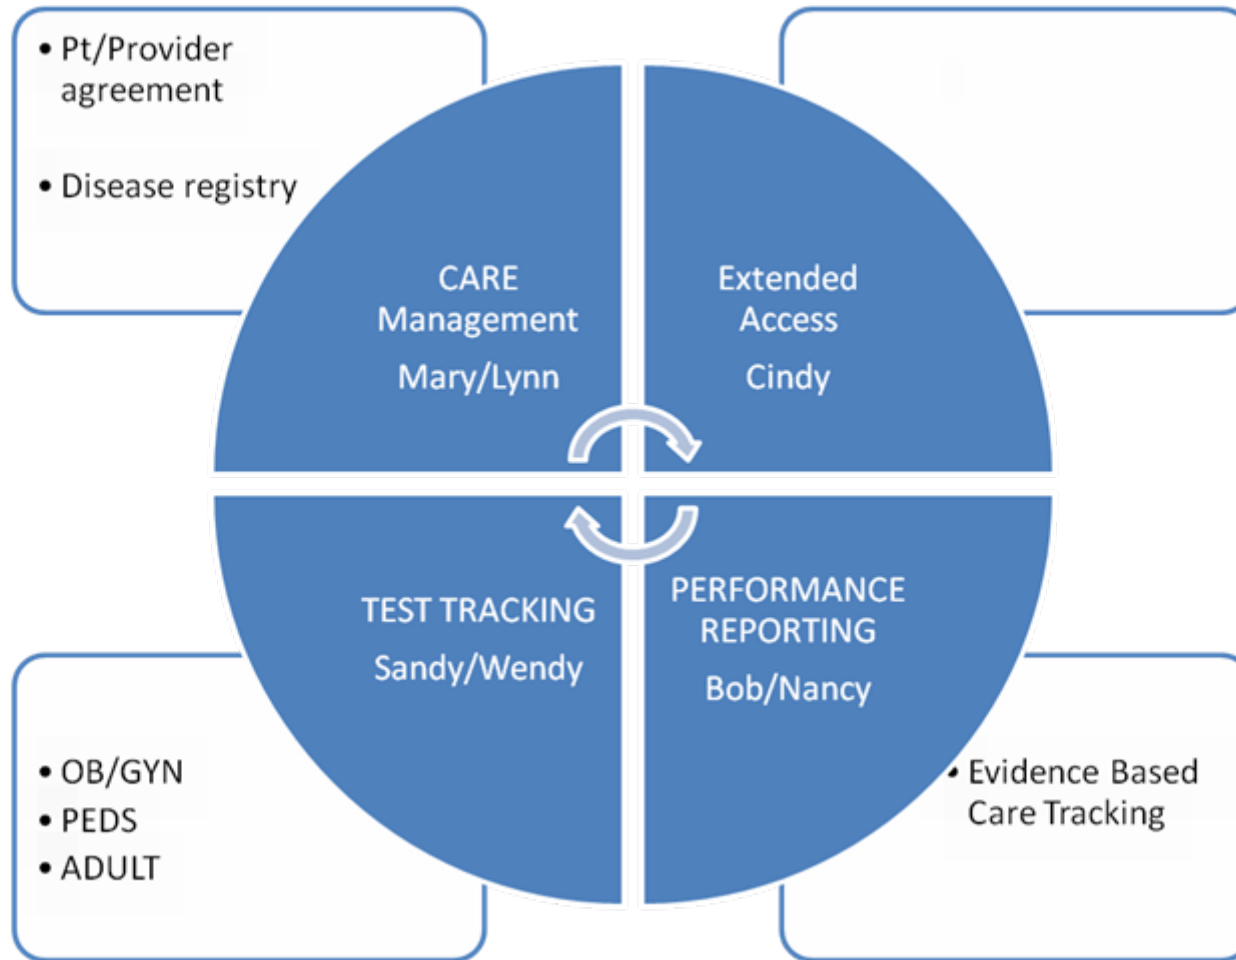 • Pt/Provider
agreement
• Disease registry
CARE
Management
Mary/Lynn
Extended
Access
Cindy
TEST TRACKING
Sandy/Wendy
PERFORMANCE
REPORTING
Bob/Nancy
• OB/GYN
• PEDS
• ADULT
• Evidence Based
Care Tracking